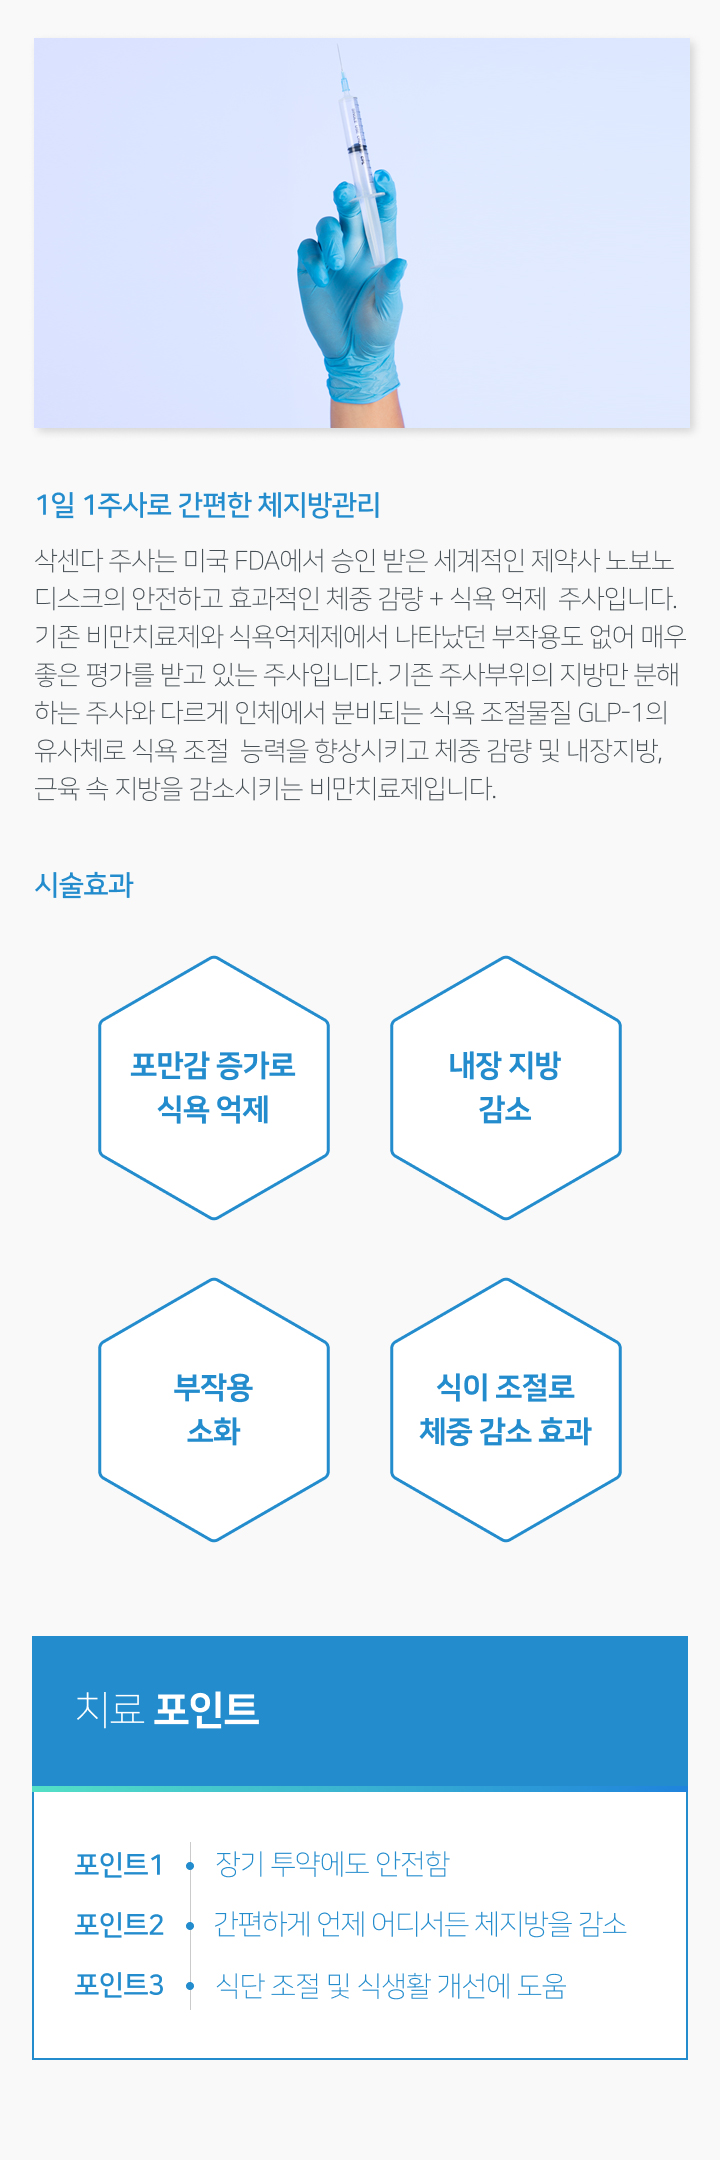 1일 1주사로 간편한 체지방관리
삭센다 주사는 미국 FDA에서 승인 받은 세계적인 제약사 노보노
디스크의 안전하고 효과적인 체중 감량 + 식욕 억제 주사입니다.
기존 비만치료제와 식욕억제제에서 나타났던 부작용도 없어 매우
좋은 평가를 받고 있는 주사입니다. 기존 주사부위의 지방만 분해
하는 주사와 다르게 인체에서 분비되는 식욕 조절물질 GLP-1의
유사체로 식욕 조절 능력을 향상시키고 체중 감량 및 내장지방,
근육 속 지방을 감소시키는 비만치료제입니다.
시술효과
포만감 증가로
식욕 억제
내장 지방
감소
부작용
소화
식이 조절로
체중 감소 효과
치료 포인트
포인트1 장기 투약에도 안전함
포인트2 간편하게 언제 어디서든 체지방을 감소
포인트3 식단 조절 및 식생활 개선에 도움